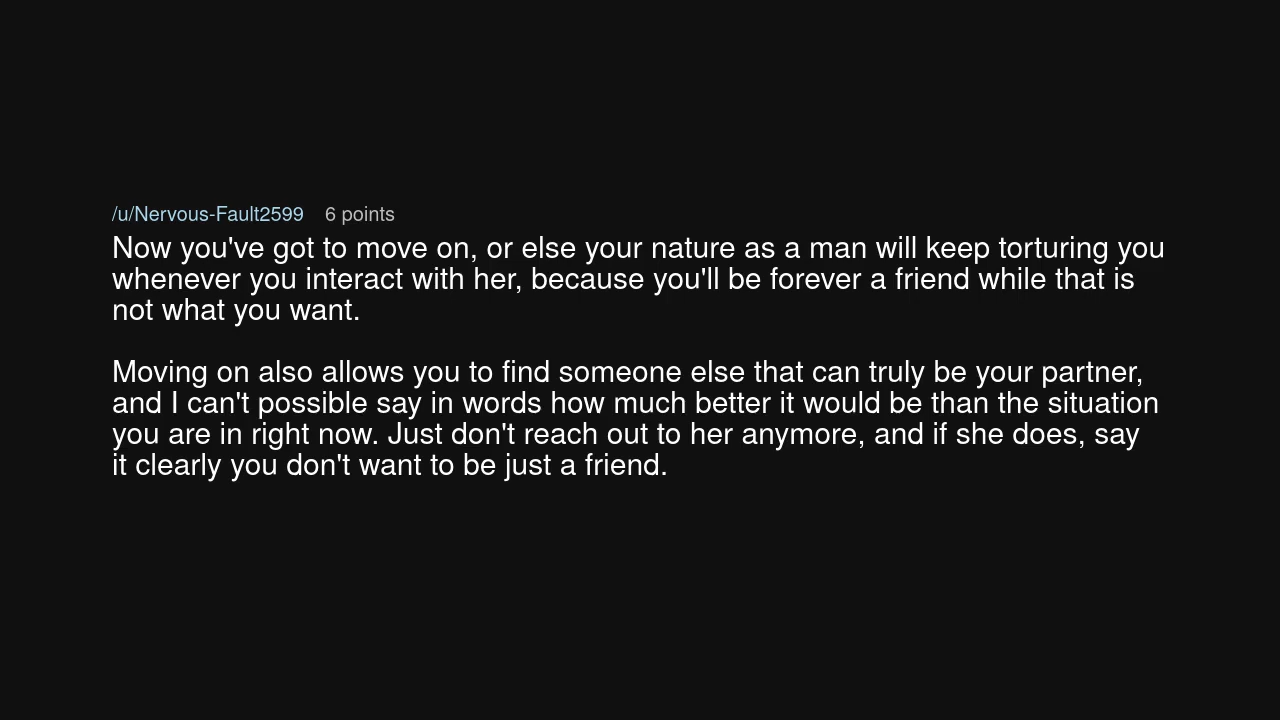 /u/Nervous-Fault2599 6 points
Now you've got to move on, or else your nature as a man will keep torturing you
whenever you interact with her, because you'll be forever a friend while that is
not what you want.
Moving on also allows you to find someone else that can truly be your partner,
and I can't possible say in words how much better it would be than the situation
you are in right now. Just don't reach out to her anymore, and if she does, say
it clearly you don't want to be just a friend.